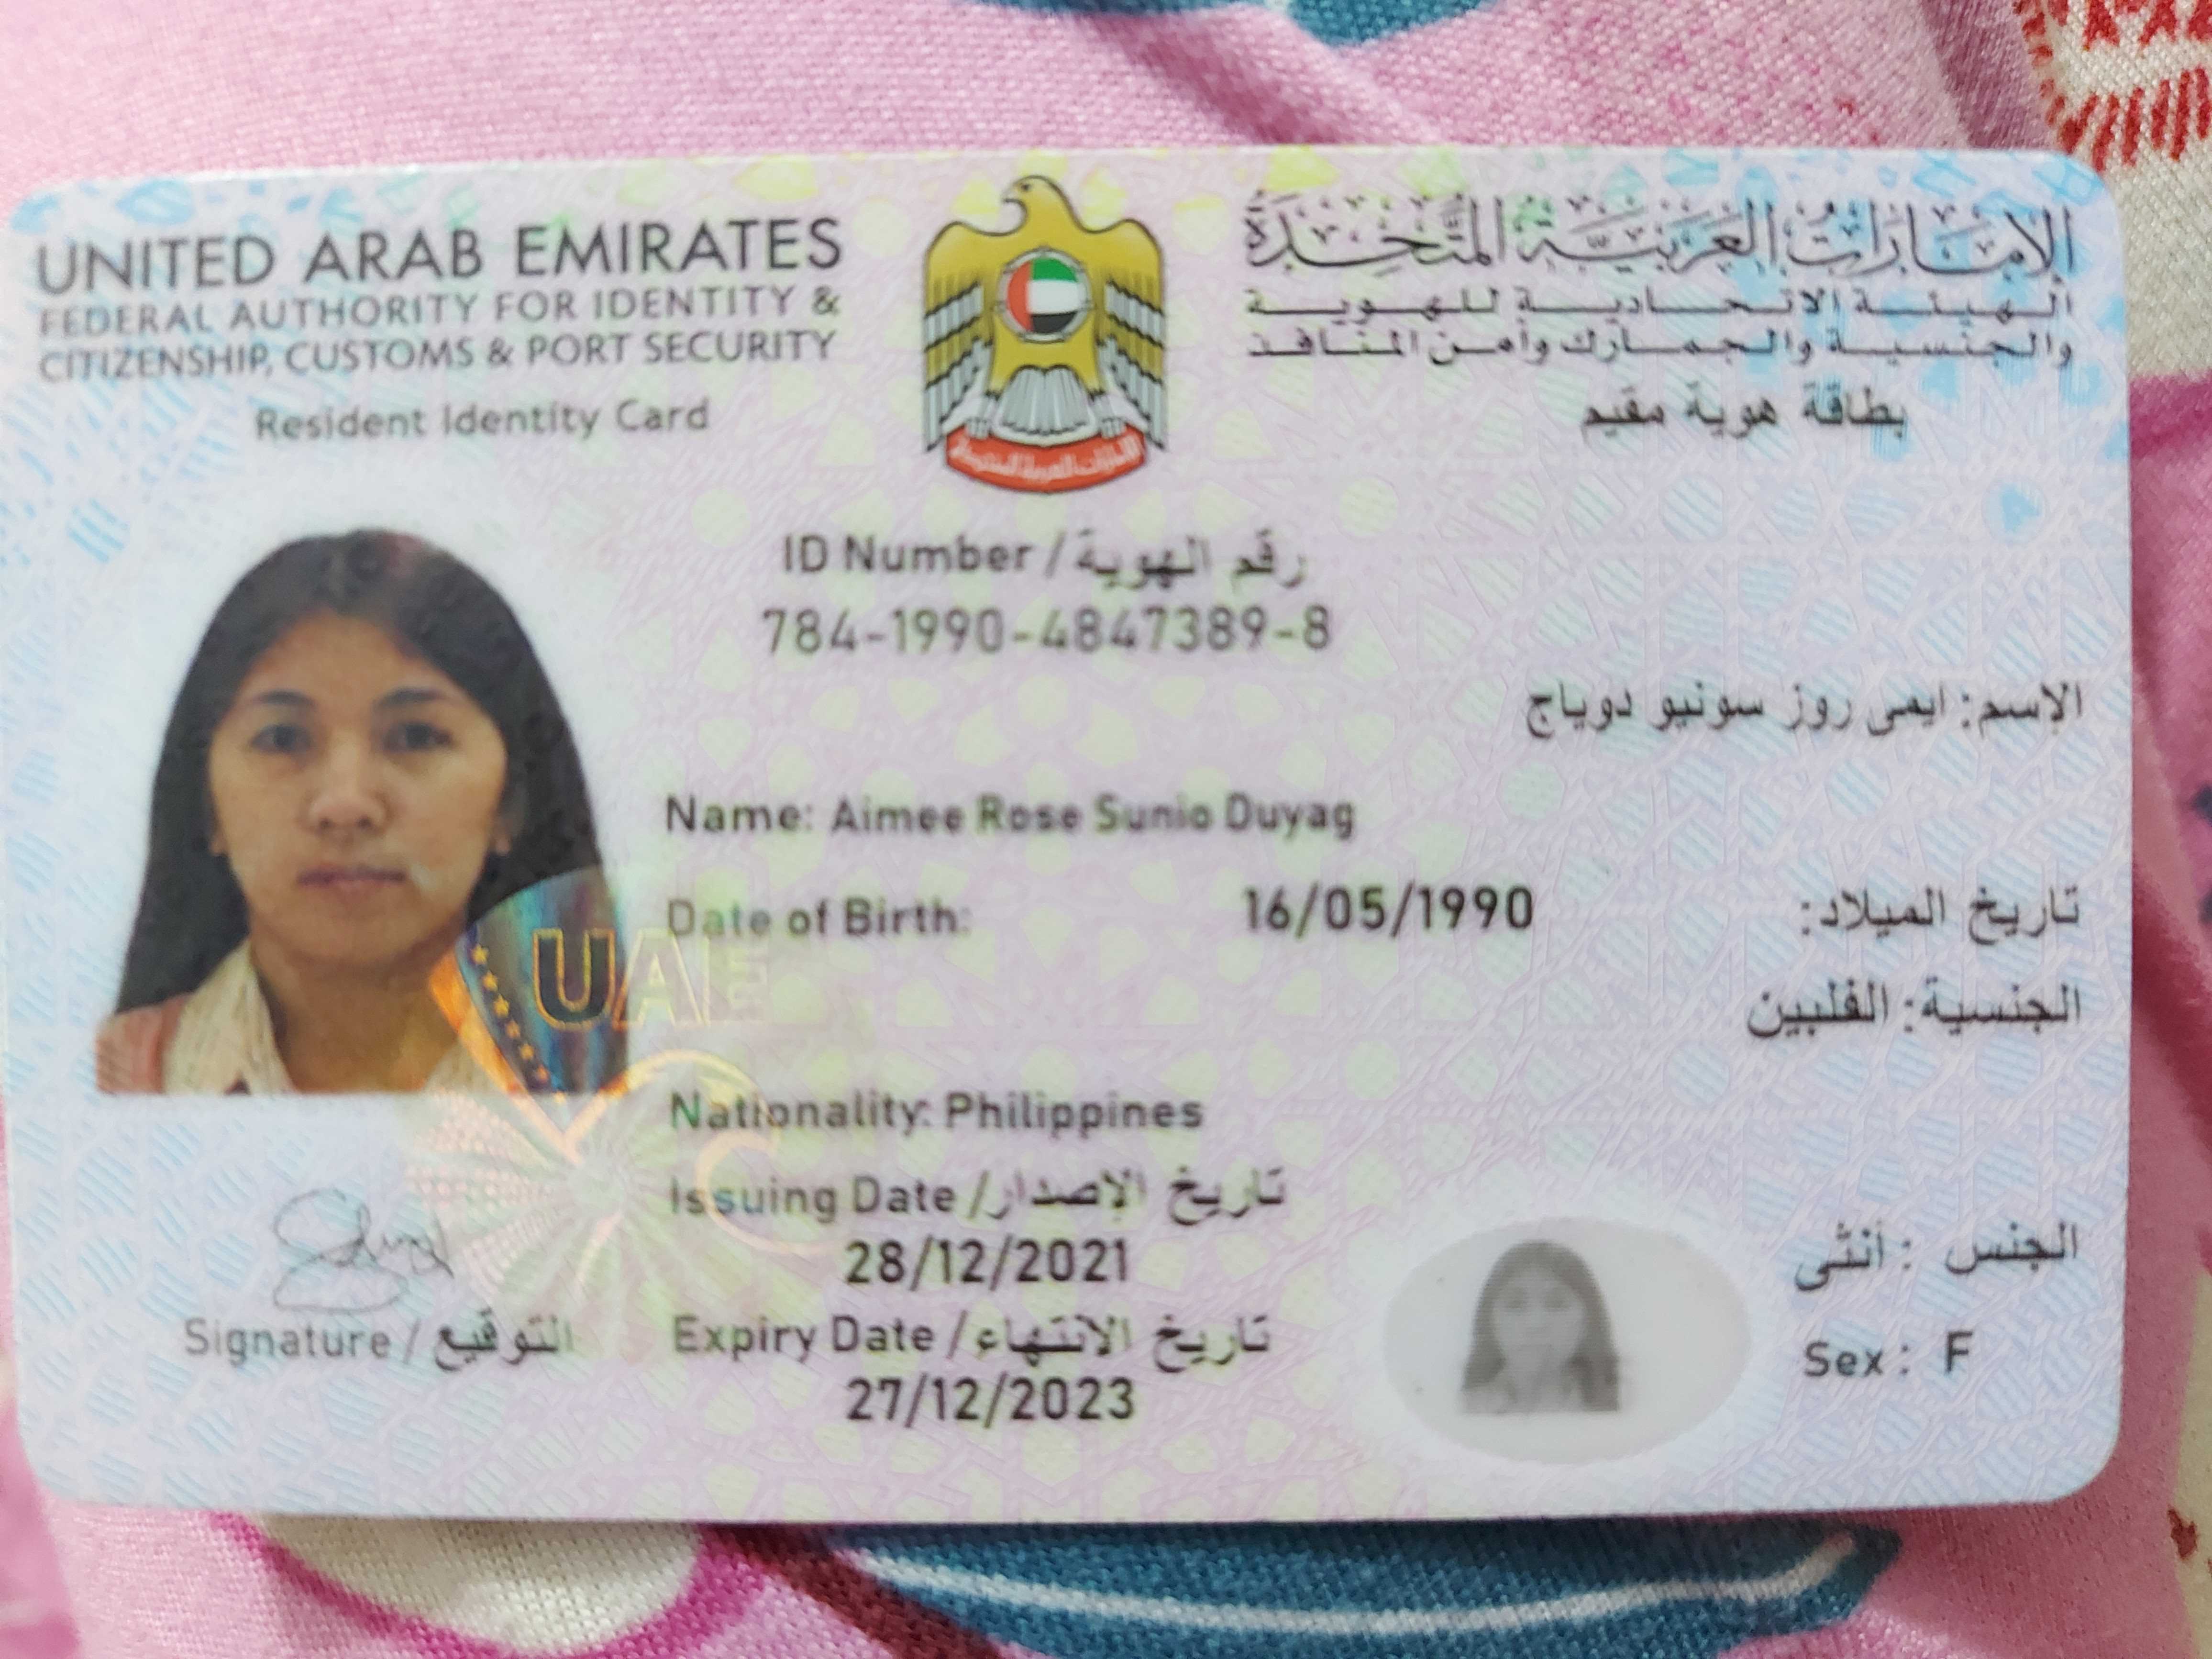 UNITED ARAB EMIRATES
FEDERAL AUTHORITY FOR IDENTITY &
CITIZENSHIP, CUSTOMS & PORT SECURITY
Resident Identity Card
الإمارات العربية المتحدة
الهيئة الاتحادية للهوية
والجنسية والجمارك وأمن المنافذ
بطاقة هوية مقيم
ID Number / رقم الهوية
784-1990-4847389-8
الإسم: ايمى روز سونيو دوياج
Name: Aimee Rose Sunio Duyag
Date of Birth: 16/05/1990 تاريخ الميلاد:
UAE
الجنسية: الفلبين
Nationality: Philippines
Issuing Date / تاريخ الإصدار
28/12/2021
Expiry Date / تاريخ الانتهاء
27/12/2023
الجنس : أنثى
Sex : F
Signature / التوقيع